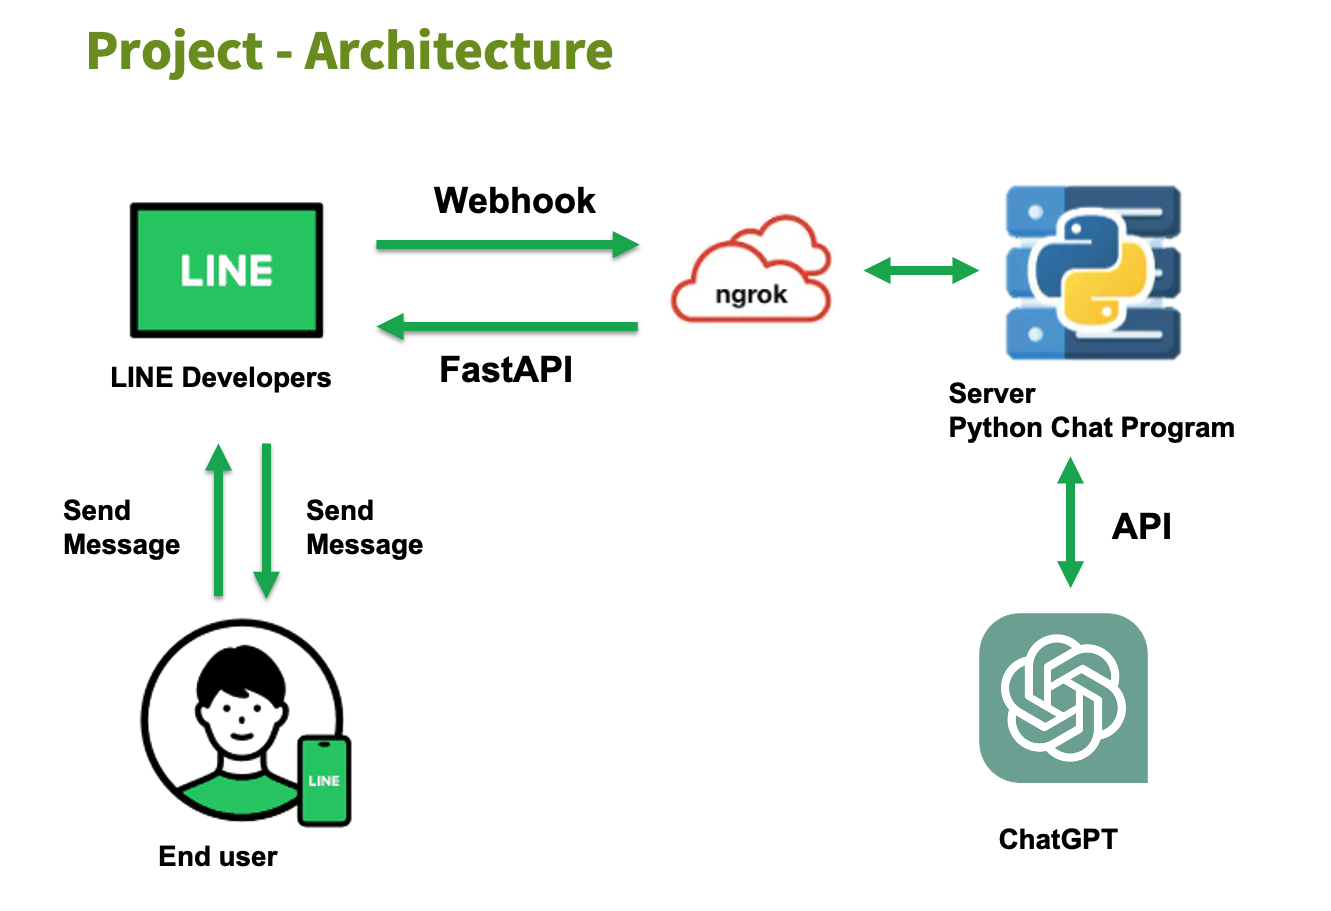 Project - Architecture
Webhook
LINE
ngrok
FastAPI
LINE Developers
Server
Python Chat Program
Send
Message
Send
Message
API
LINE
End user
ChatGPT